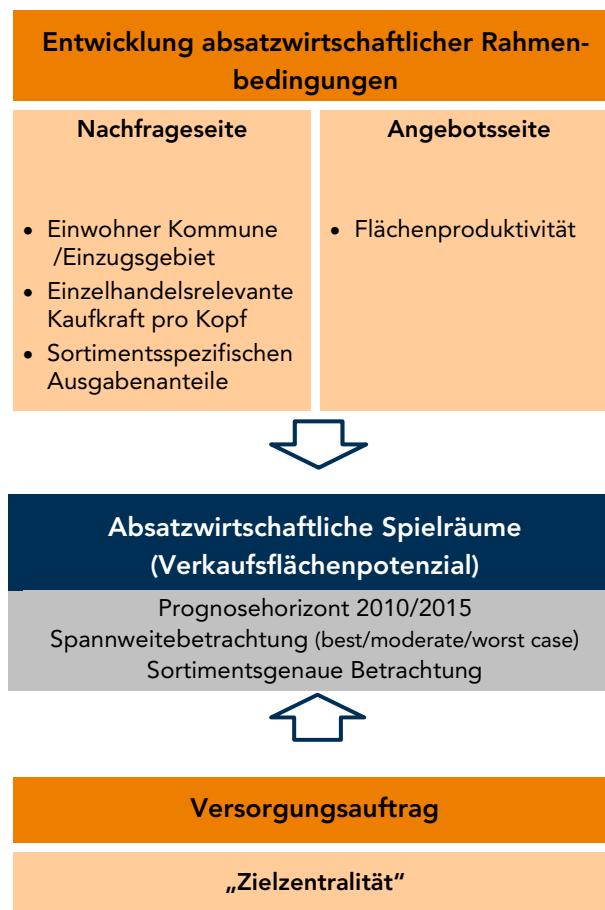 Entwicklung absatzwirtschaftlicher Rahmen-
bedingungen
Nachfrageseite
• Einwohner Kommune
/Einzugsgebiet
• Einzelhandelsrelevante
Kaufkraft pro Kopf
• Sortimentsspezifischen
Ausgabenanteile
Angebotsseite
• Flächenproduktivität
Absatzwirtschaftliche Spielräume
(Verkaufsflächenpotenzial)
Prognosehorizont 2010/2015
Spannweitebetrachtung (best/moderate/worst case)
Sortimentsgenaue Betrachtung
Versorgungsauftrag
„Zielzentralität“